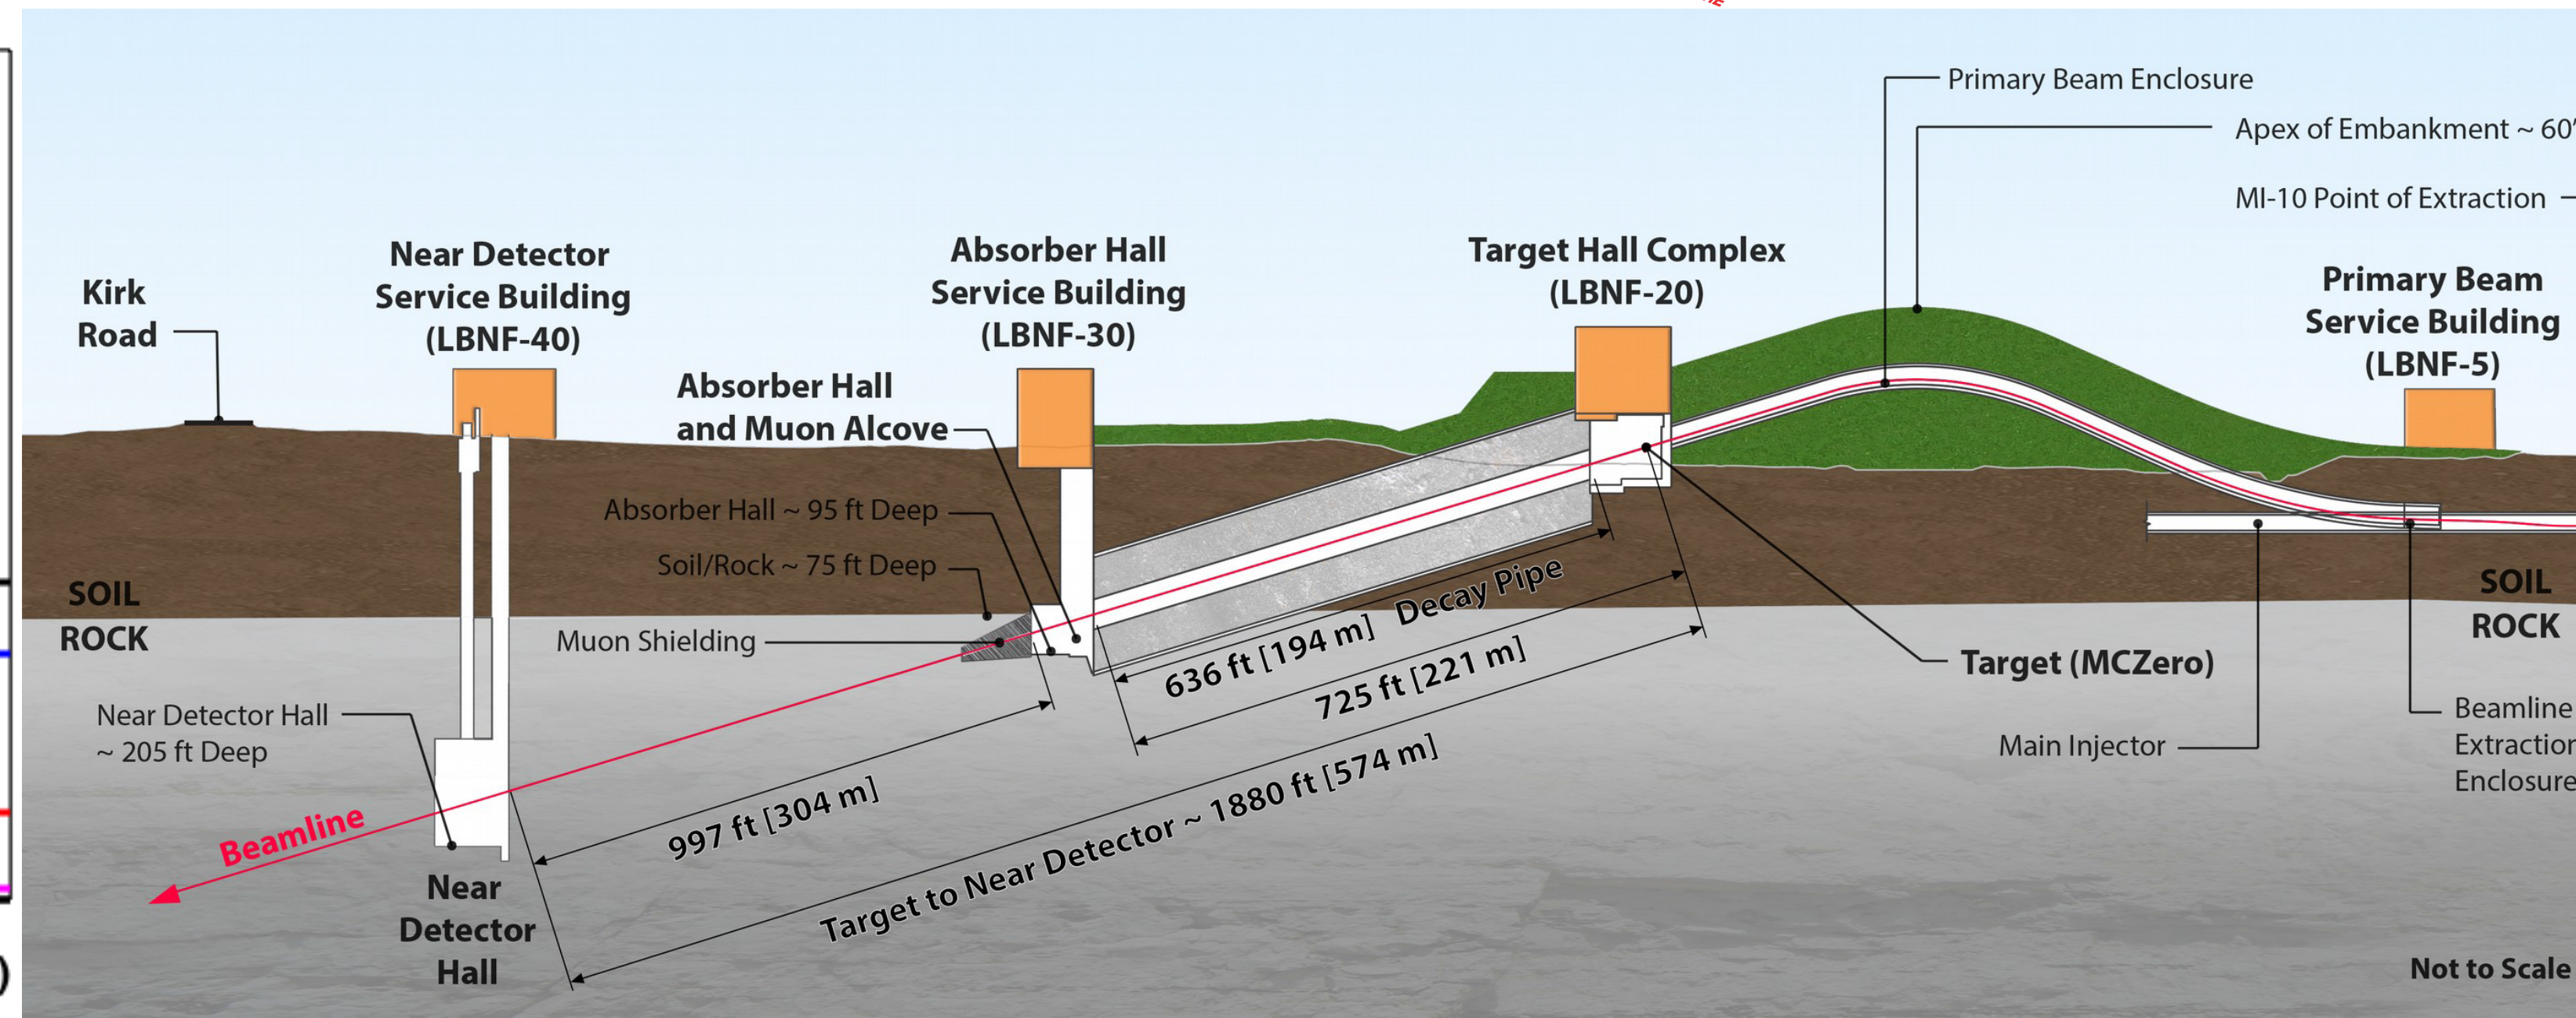 Primary Beam Enclosure
Apex of Embankment ~ 60'
MI-10 Point of Extraction
Kirk
Road
Near Detector
Service Building
(LBNF-40)
Absorber Hall
Service Building
(LBNF-30)
Target Hall Complex
(LBNF-20)
Primary Beam
Service Building
(LBNF-5)
Absorber Hall
and Muon Alcove
Absorber Hall ~ 95 ft Deep
Soil/Rock ~ 75 ft Deep
SOIL
ROCK
Muon Shielding
SOIL
ROCK
636 ft [194 m] Decay Pipe
725 ft [221 m]
Target (MCZero)
Near Detector Hall
~ 205 ft Deep
Main Injector
Beamline
Extraction
Enclosure
997 ft [304 m]
Target to Near Detector ~ 1880 ft [574 m]
Beamline
Near
Detector
Hall
Not to Scale
)